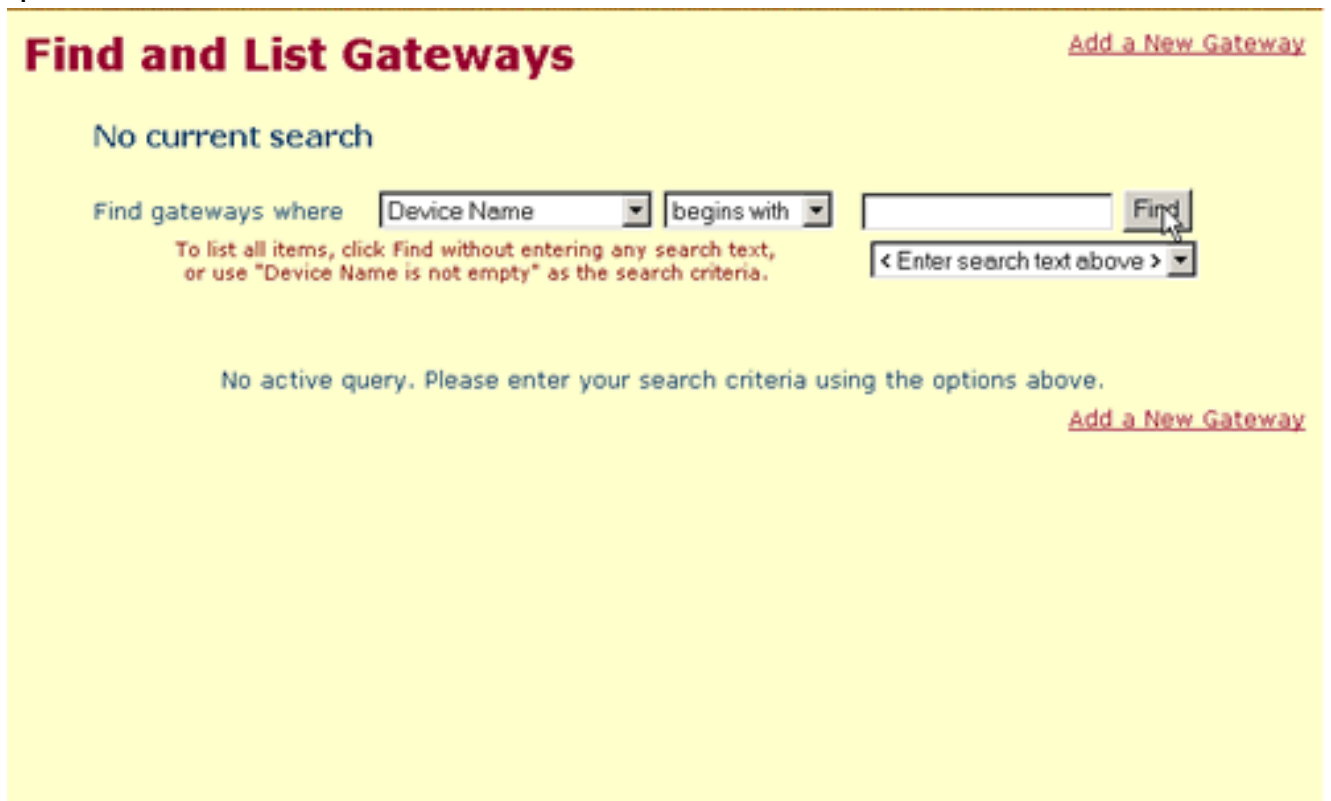 Find and List Gateways
Add a New Gateway
No current search
Find gateways where Device Name begins with Find
To list all items, click Find without entering any search text,
or use "Device Name is not empty" as the search criteria.
< Enter search text above >
No active query. Please enter your search criteria using the options above.
Add a New Gateway